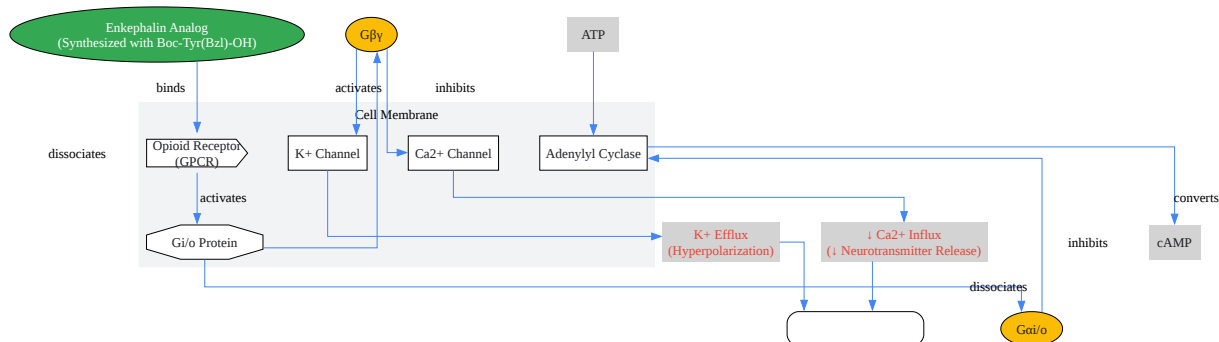 Enkephalin Analog
(Synthesized with Boc-Tyr(Bzl)-OH)
Gβγ
ATP
binds
activates
inhibits
Cell Membrane
dissociates
Opioid Receptor
(GPCR)
K+ Channel
Ca2+ Channel
Adenylyl Cyclase
activates
converts
Gi/o Protein
K+ Efflux
(Hyperpolarization)
↓ Ca2+ Influx
(↓ Neurotransmitter Release)
inhibits
cAMP
dissociates
Gαi/o